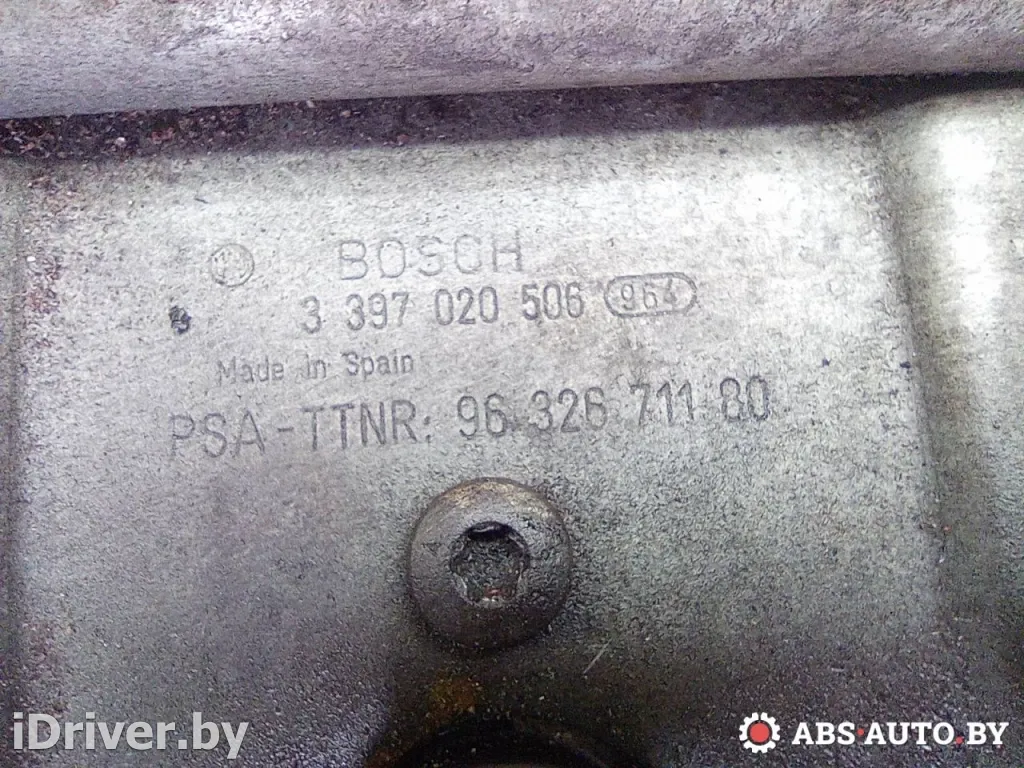 BOSCH
3 397 020 506 964
Made in Spain
PSA-TTNR: 96 326 711 80
iDriver.by
ABS-AUTO.BY